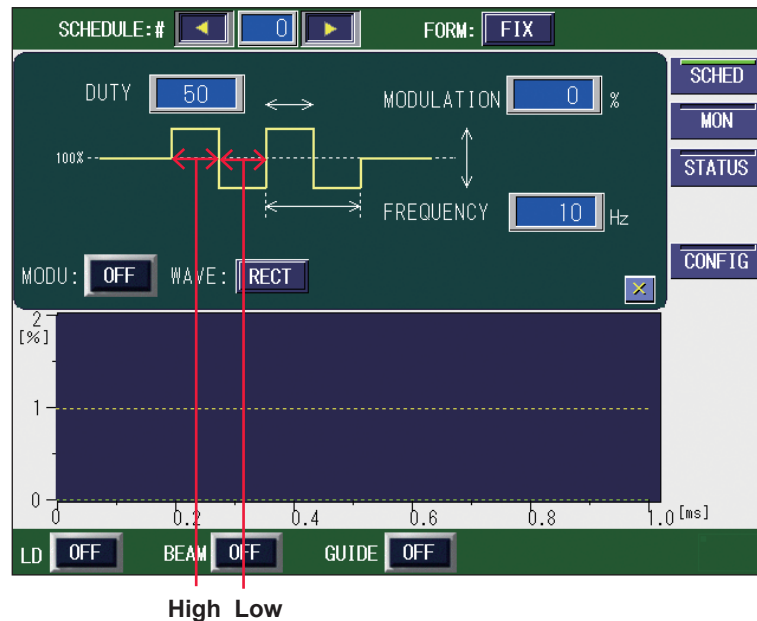 SCHEDULE:# 0 FORM: FIX
DUTY 50
MODULATION 0 %
100%
FREQUENCY 10 Hz
MODU: OFF WAVE: RECT
SCHED
MON
STATUS
CONFIG
2
[%]
1
0
0 0.2 0.4 0.6 0.8 1.0 [ms]
LD OFF BEAM OFF GUIDE OFF
High Low